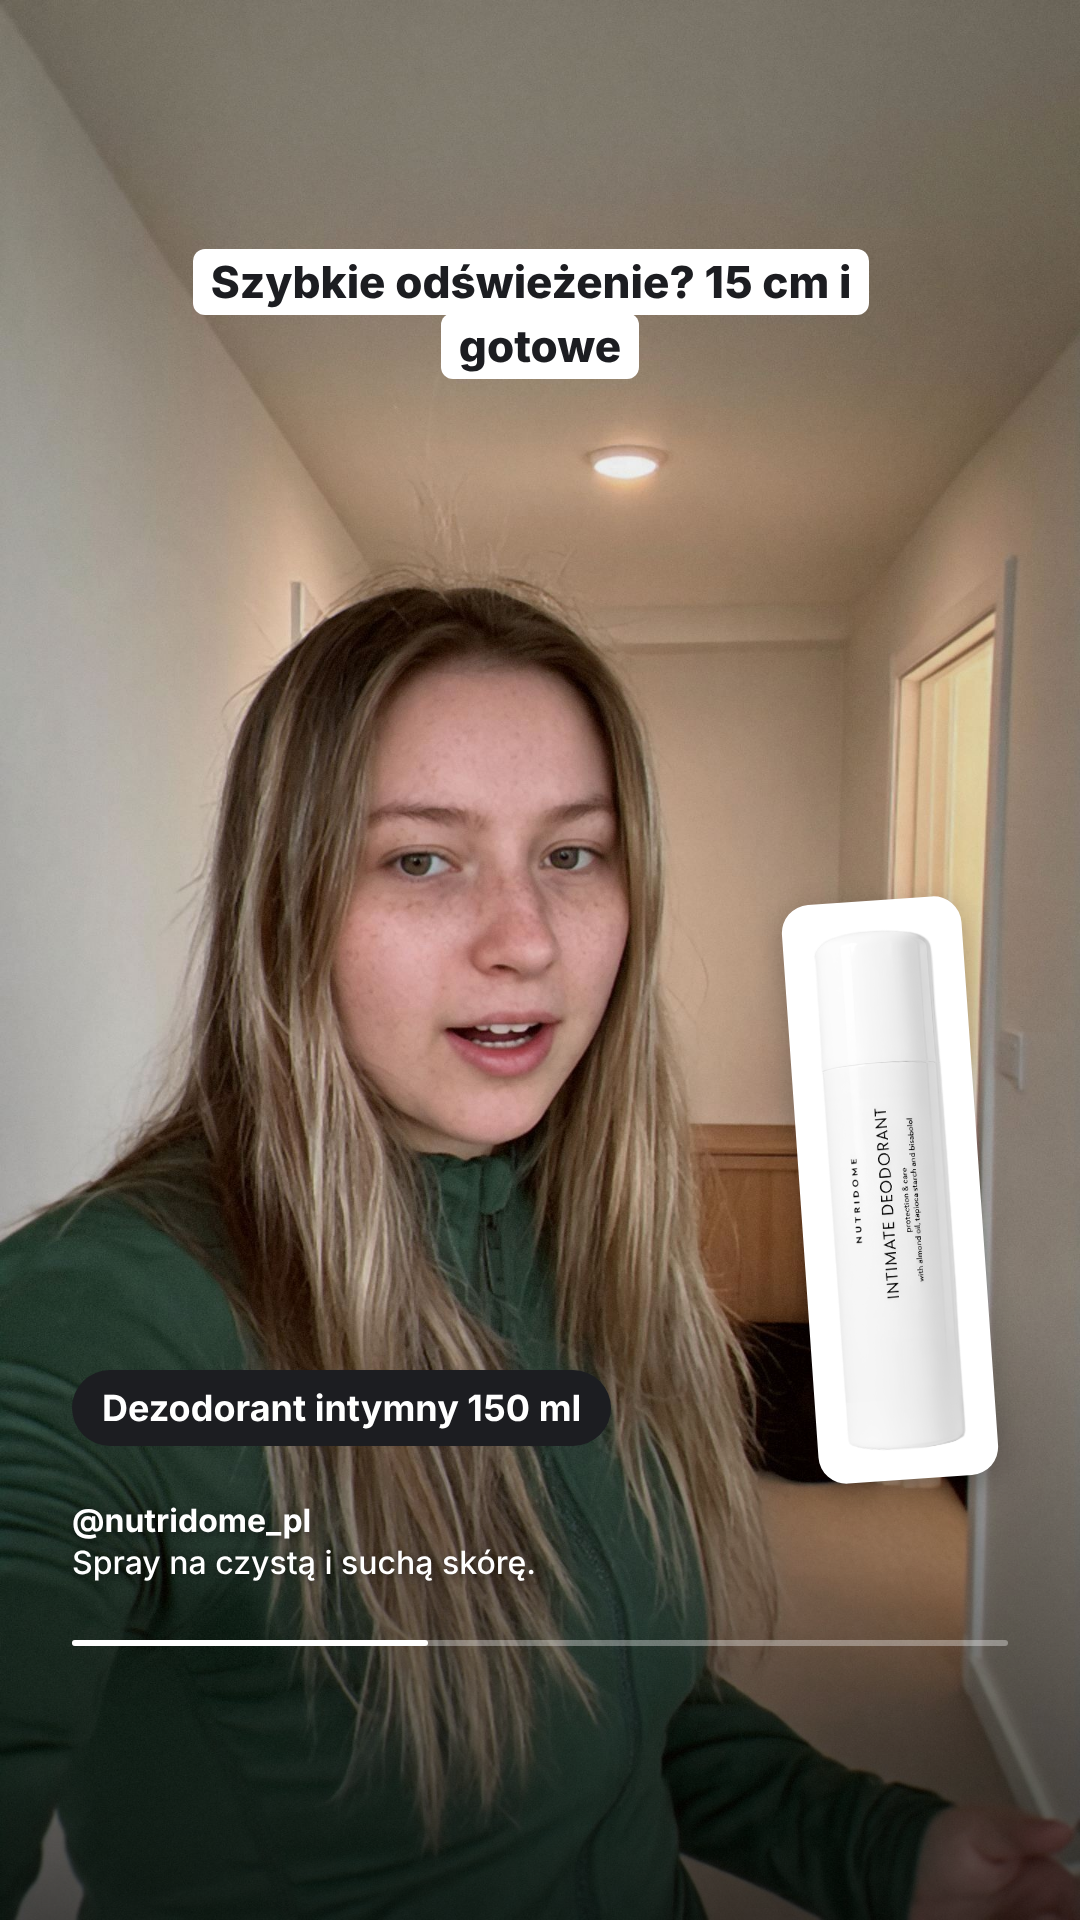 Szybkie odświeżenie? 15 cm i
gotowe
NUTRIDOME
INTIMATE DEODORANT
protection & care
with almond oil, tapioca starch and bisabolol
Dezodorant intymny 150 ml
@nutridome_pl
Spray na czystą i suchą skórę.